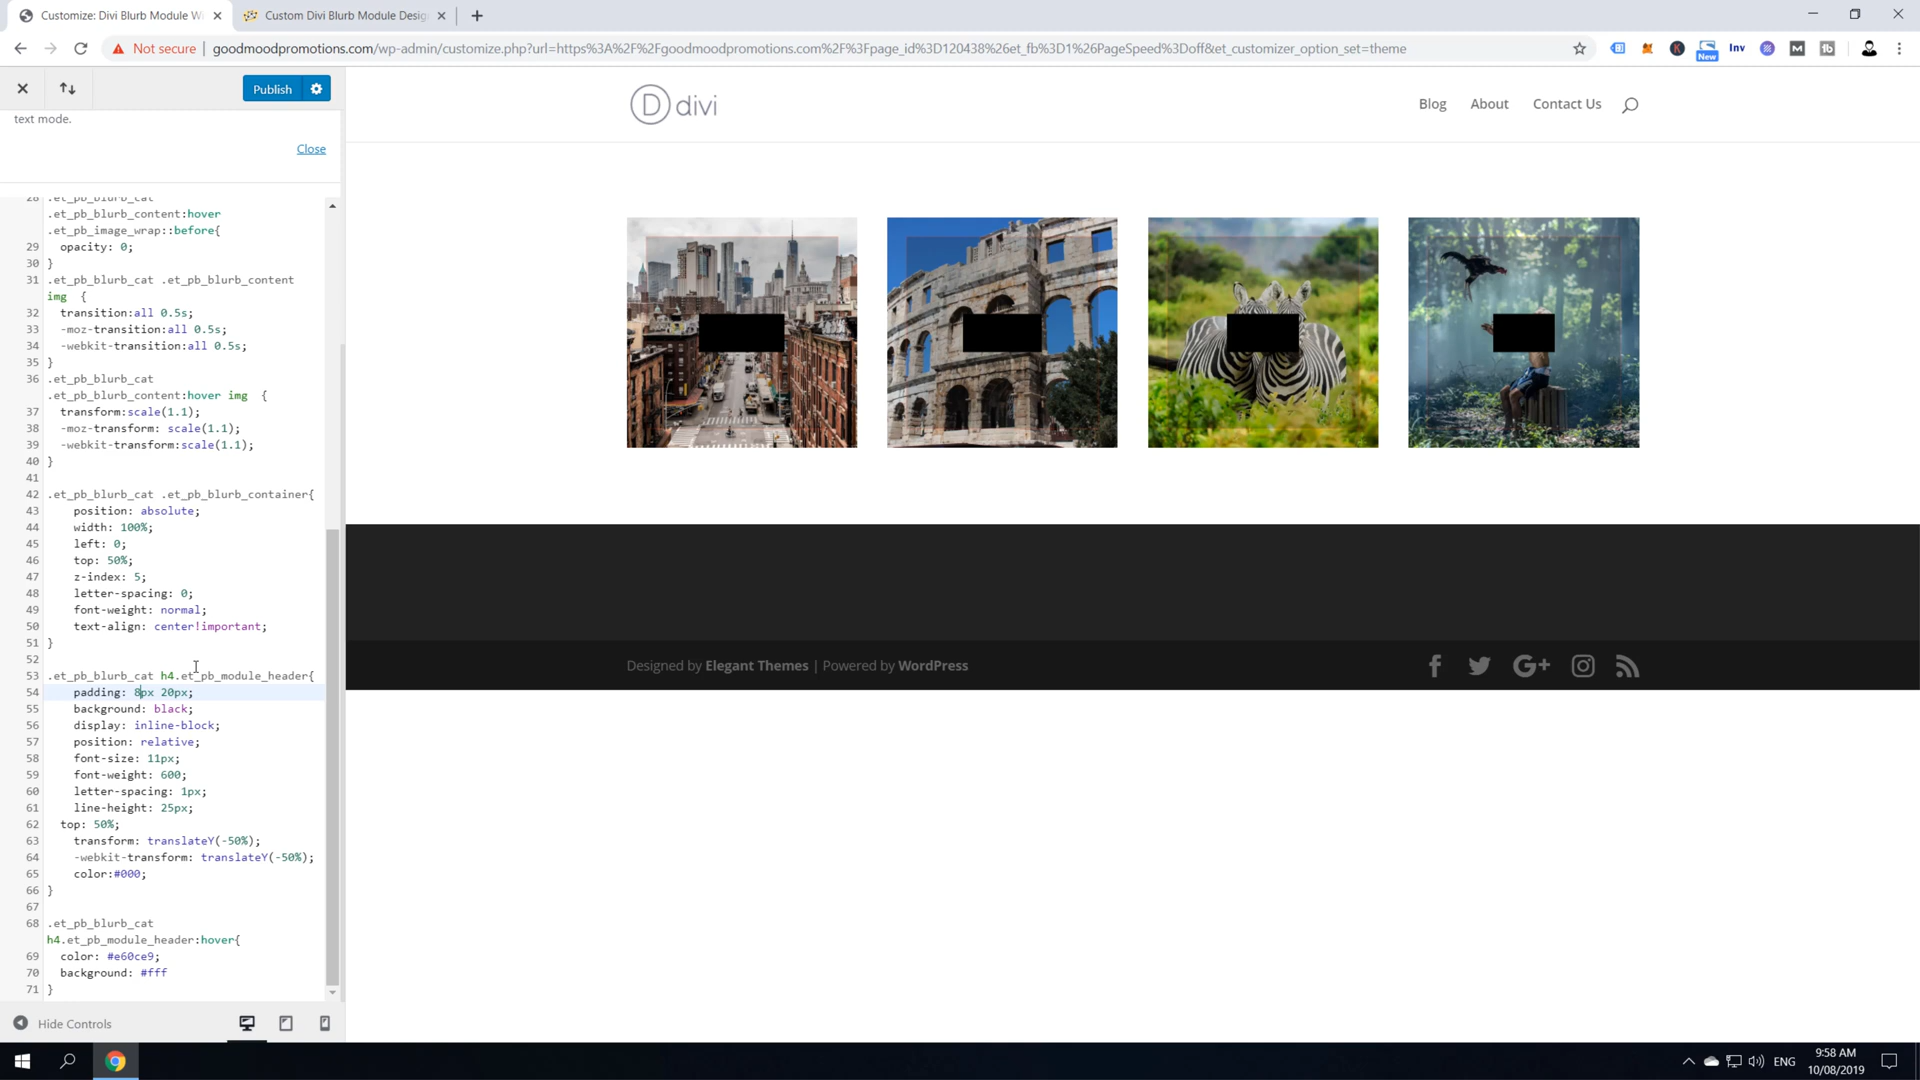 Customize: Divi Blurb Module W
Custom Divi Blurb Module Desig
Not secure
goodmoodpromotions.com/wp-admin/customize.php?url=https%3A%2F%2Fgoodmoodpromotions.com%2F%3Fpage_id%3D120438%26et_fb%3D1%26PageSpeed%3Doff&et_customizer_option_set=theme
Inv
New
Publish
text mode.
Close
divi
Blog
About
Contact Us
28 .et_pb_blurb_cat
.et_pb_blurb_content:hover
.et_pb_image_wrap::before{
29 opacity: 0;
30 }
31 .et_pb_blurb_cat .et_pb_blurb_content
img {
32 transition:all 0.5s;
33 -moz-transition:all 0.5s;
34 -webkit-transition:all 0.5s;
35 }
36 .et_pb_blurb_cat
.et_pb_blurb_content:hover img {
37 transform:scale(1.1);
38 -moz-transform: scale(1.1);
39 -webkit-transform:scale(1.1);
40 }
41
42 .et_pb_blurb_cat .et_pb_blurb_container{
43 position: absolute;
44 width: 100%;
45 left: 0;
46 top: 50%;
47 z-index: 5;
48 letter-spacing: 0;
49 font-weight: normal;
50 text-align: center!important;
51 }
52
53 .et_pb_blurb_cat h4.et_pb_module_header{
54 padding: 8px 20px;
55 background: black;
56 display: inline-block;
57 position: relative;
58 font-size: 11px;
59 font-weight: 600;
60 letter-spacing: 1px;
61 line-height: 25px;
62 top: 50%;
63 transform: translateY(-50%);
64 -webkit-transform: translateY(-50%);
65 color:#000;
66 }
67
68 .et_pb_blurb_cat
h4.et_pb_module_header:hover{
69 color: #e60ce9;
70 background: #fff
71 }
Designed by Elegant Themes | Powered by WordPress
Hide Controls
ENG
9:58 AM
10/08/2019